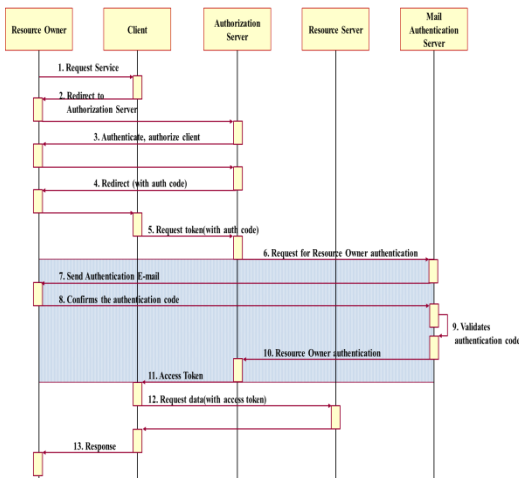 Resource Owner
Client
Authorization
Server
Resource Server
Mail
Authentication
Server
1. Request Service
2. Redirect to
Authorization Server
3. Authenticate, authorize client
4. Redirect (with auth code)
5. Request token(with auth code)
6. Request for Resource Owner authentication
7. Send Authentication E-mail
8. Confirms the authentication code
9. Validates
authentication code
10. Resource Owner authentication
11. Access Token
12. Request data(with access token)
13. Response